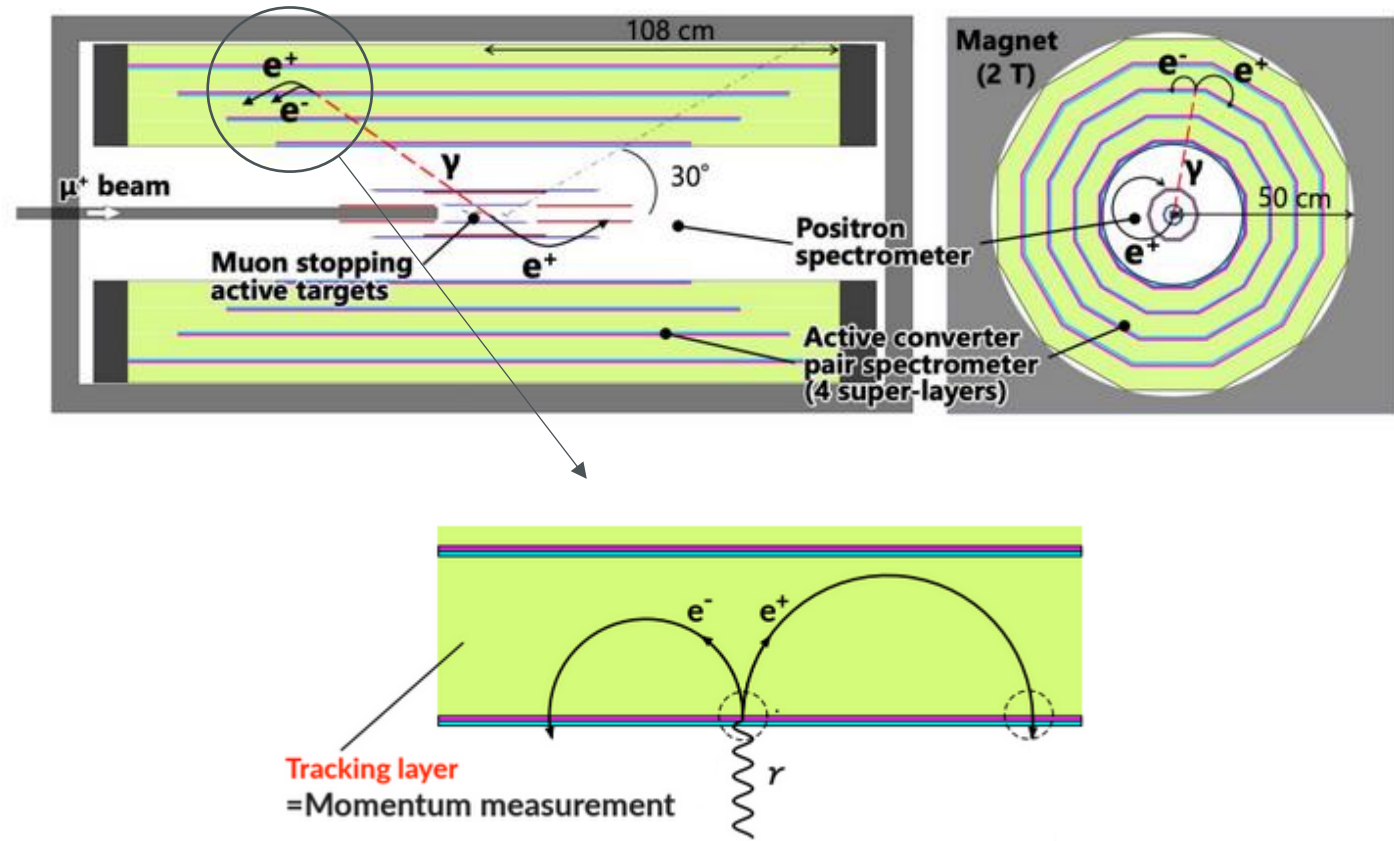 108 cm
e⁺
e⁻
γ
30°
μ⁺ beam
Muon stopping
active targets
e⁺
Positron
spectrometer
Active converter
pair spectrometer
(4 super-layers)
Magnet
(2 T)
e⁻
e⁺
γ
50 cm
e⁺
e⁻
e⁺
γ
Tracking layer
=Momentum measurement